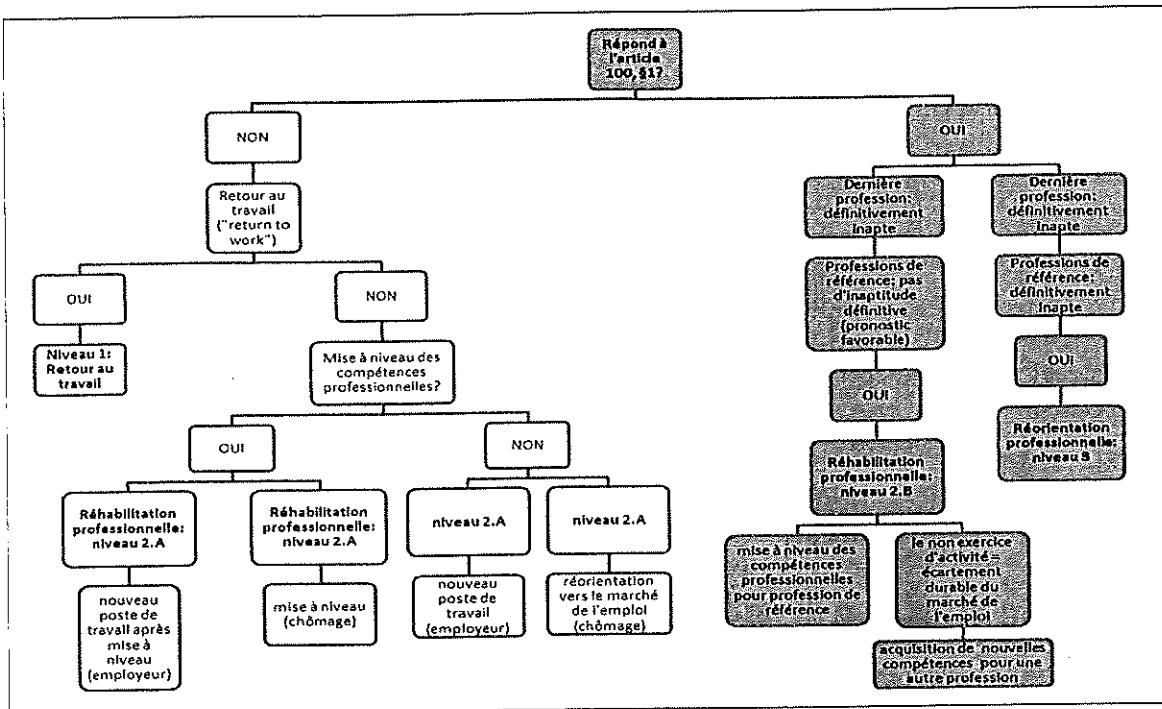 Répond à
l'article
100, §1?
NON
OUI
Retour au
travail
("return to
work")
Dernière
profession:
définitivement
inapte
Dernière
profession:
définitivement
inapte
OUI
NON
Professions de
référence: pas
d'inaptitude
définitive
(pronostic
favorable)
Professions de
référence:
définitivement
inapte
Niveau 1:
Retour au
travail
Mise à niveau des
compétences
professionnelles?
OUI
OUI
OUI
NON
Réhabilitation
professionnelle:
niveau 2.B
Réorientation
professionnelle:
niveau 3
Réhabilitation
professionnelle:
niveau 2.A
Réhabilitation
professionnelle:
niveau 2.A
niveau 2.A
niveau 2.A
mise à niveau des
compétences
professionnelles
pour profession de
référence
le non exercice
d'activité =
écartement
durable du
marché de
l'emploi
nouveau
poste de
travail après
mise à
niveau
(employeur)
mise à niveau
(chômage)
nouveau
poste de
travail
(employeur)
réorientation
vers le marché
de l'emploi
(chômage)
acquisition de nouvelles
compétences pour une
autre profession